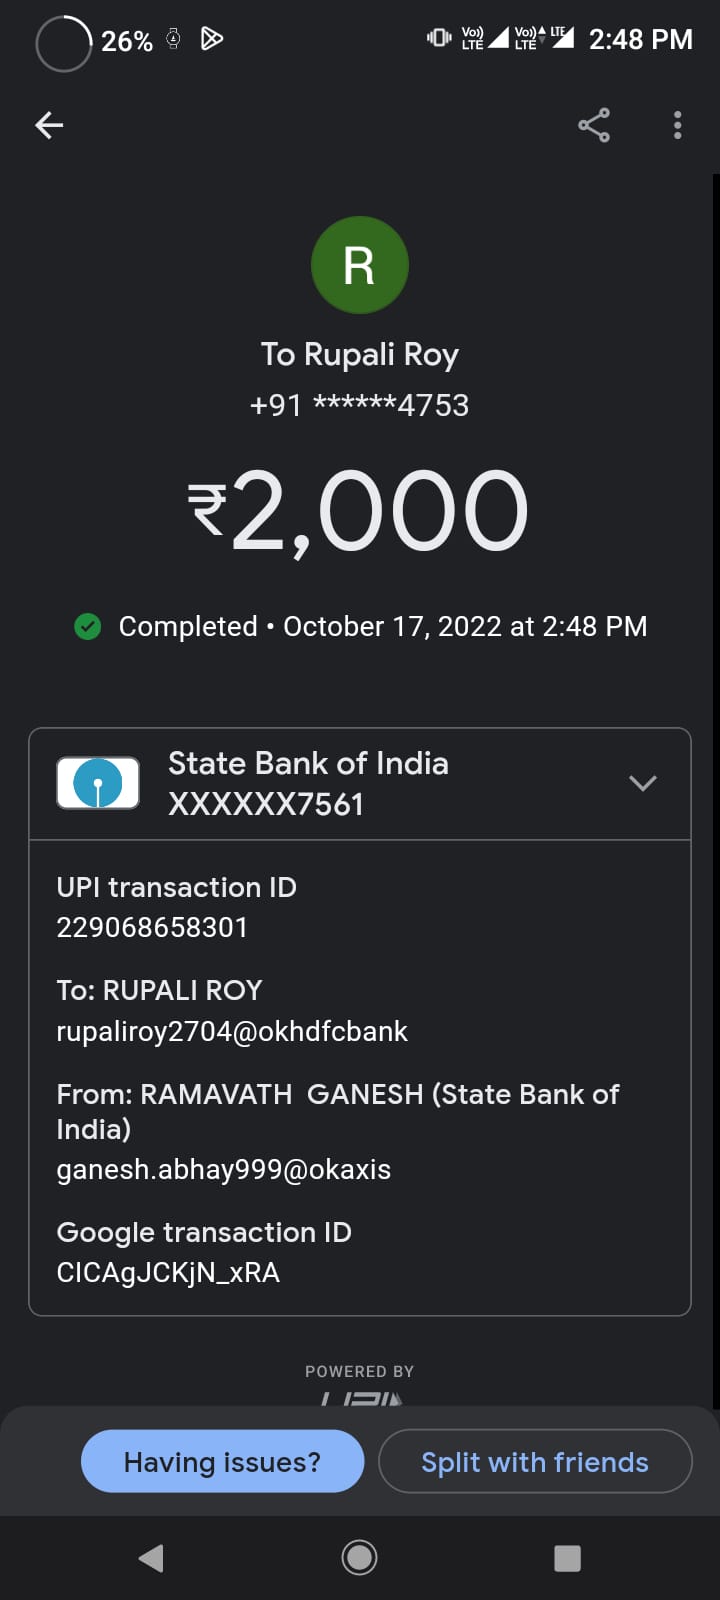 26%
Vo)) LTE Vo)) LTE LTE 2:48 PM
R
To Rupali Roy
+91 ******4753
₹2,000
Completed • October 17, 2022 at 2:48 PM
State Bank of India
XXXXXX7561
UPI transaction ID
229068658301
To: RUPALI ROY
rupaliroy2704@okhdfcbank
From: RAMAVATH  GANESH (State Bank of
India)
ganesh.abhay999@okaxis
Google transaction ID
CICAgJCKjN_xRA
POWERED BY
UPI
Having issues?
Split with friends